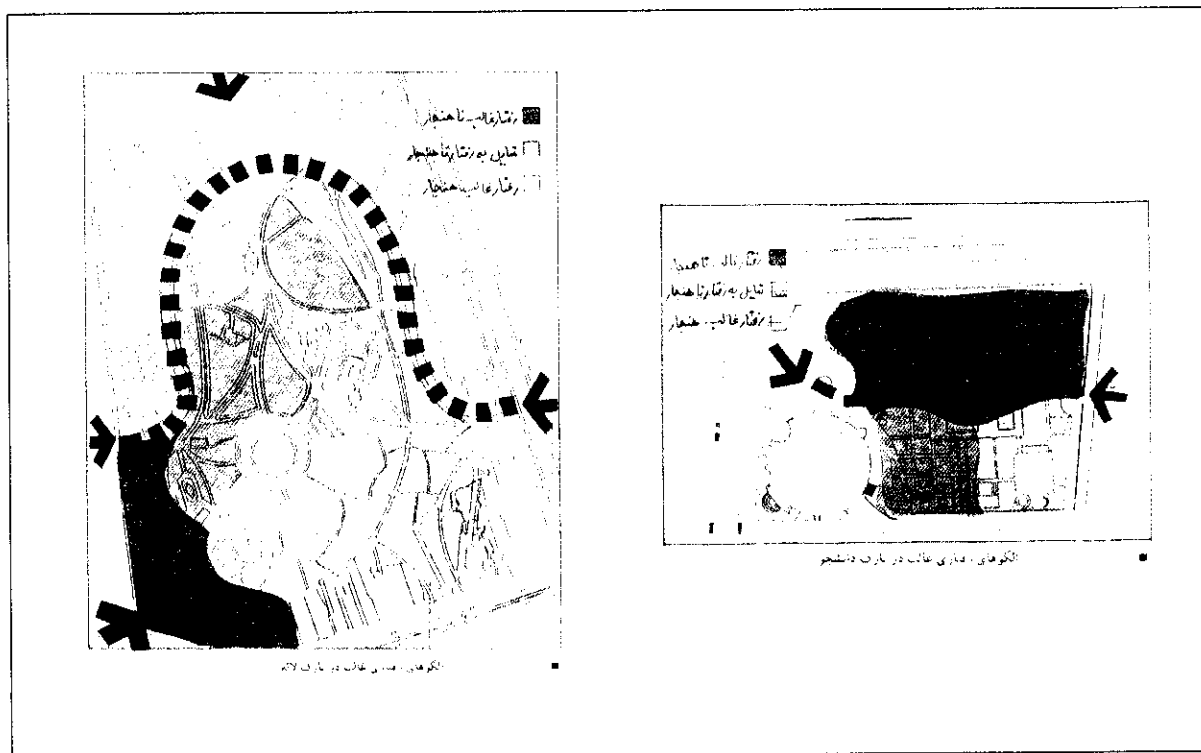 رفتار غالب ناهنجار
تمایل به رفتار ناهنجار
رفتار غالب هنجار
الگوهای رفتاری غالب در پارک لاله
رفتار غالب ناهنجار
تمایل به رفتار ناهنجار
رفتار غالب هنجار
الگوهای رفتاری غالب در پارک دانشجو